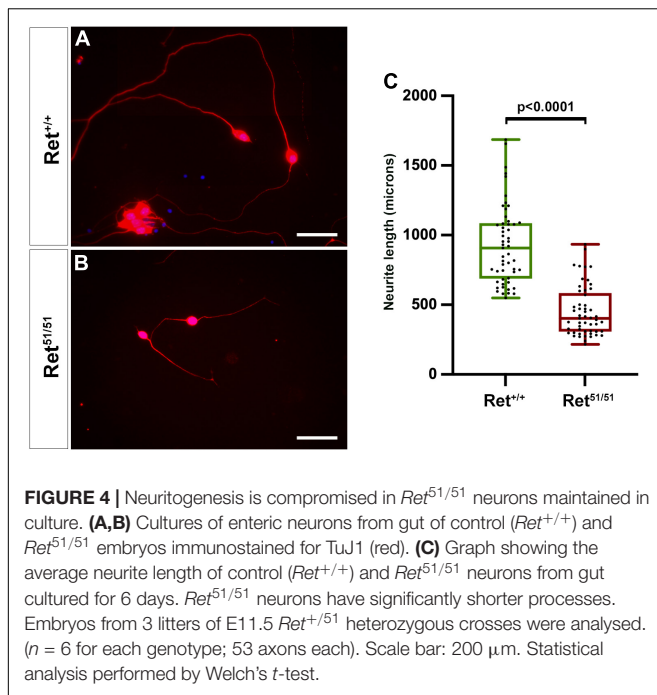 A
Ret+/+
B
Ret51/51
C
p<0.0001
Neurite length (microns)
2000
1500
1000
500
0
Ret+/+
Ret51/51
FIGURE 4 | Neuritogenesis is compromised in Ret51/51 neurons maintained in
culture. (A,B) Cultures of enteric neurons from gut of control (Ret+/+) and
Ret51/51 embryos immunostained for TuJ1 (red). (C) Graph showing the
average neurite length of control (Ret+/+) and Ret51/51 neurons from gut
cultured for 6 days. Ret51/51 neurons have significantly shorter processes.
Embryos from 3 litters of E11.5 Ret+/51 heterozygous crosses were analysed.
(n = 6 for each genotype; 53 axons each). Scale bar: 200 μm. Statistical
analysis performed by Welch's t-test.